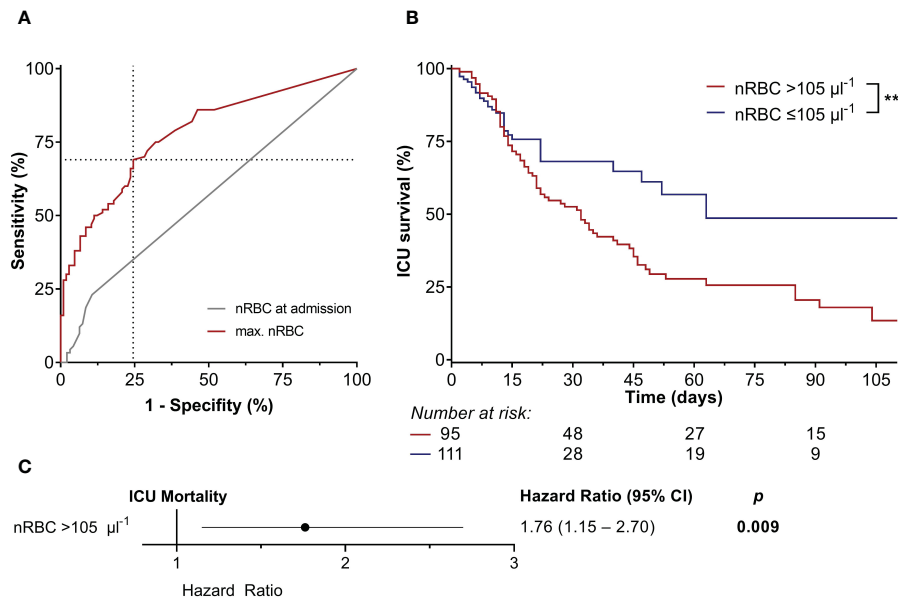 A
B
100
75
50
25
0
Sensitivity (%)
nRBC at admission
max. nRBC
0 25 50 75 100
1 - Specifity (%)
100
75
50
25
0
ICU survival (%)
nRBC >105 µl-1
nRBC ≤105 µl-1
**
0 15 30 45 60 75 90 105
Time (days)
Number at risk:
95 48 27 15
111 28 19 9
C
ICU Mortality Hazard Ratio (95% CI) p
nRBC >105 µl-1 1.76 (1.15 – 2.70) 0.009
1 2 3
Hazard Ratio